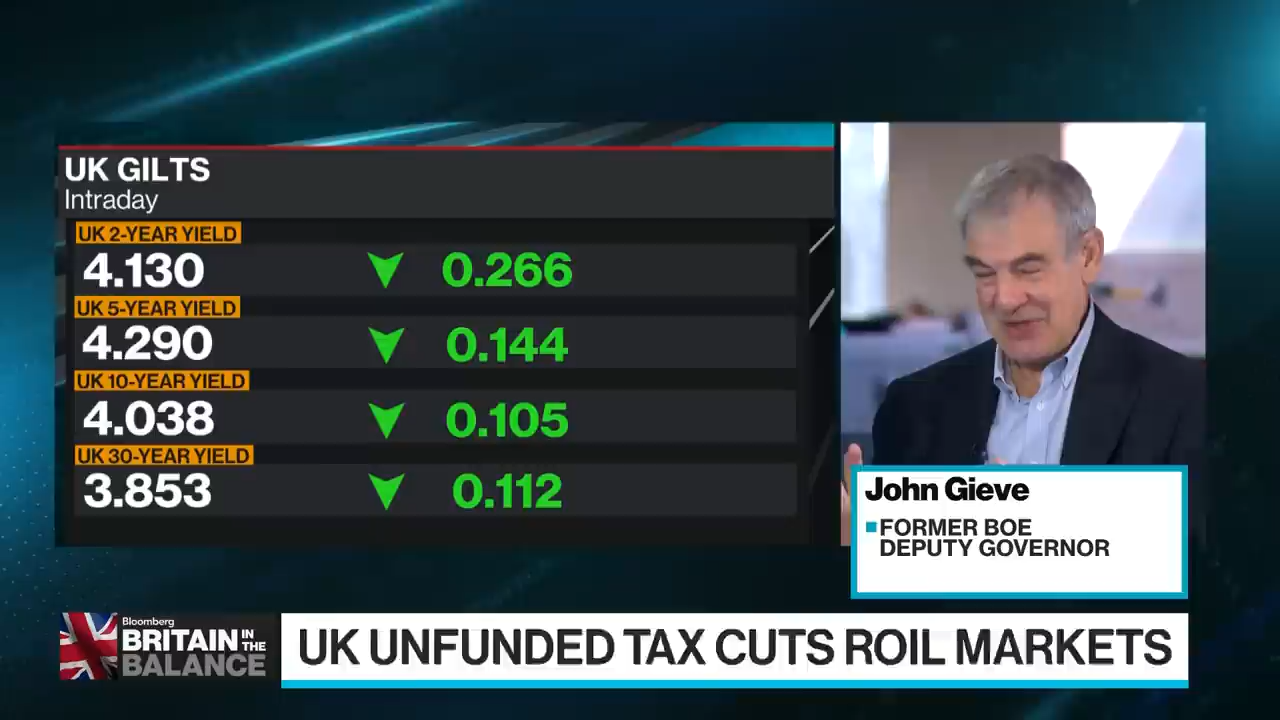 UK GILTS
Intraday
UK 2-YEAR YIELD
4.130 0.266
UK 5-YEAR YIELD
4.290 0.144
UK 10-YEAR YIELD
4.038 0.105
UK 30-YEAR YIELD
3.853 0.112
John Gieve
FORMER BOE
DEPUTY GOVERNOR
Bloomberg
BRITAIN IN THE
BALANCE
UK UNFUNDED TAX CUTS ROIL MARKETS